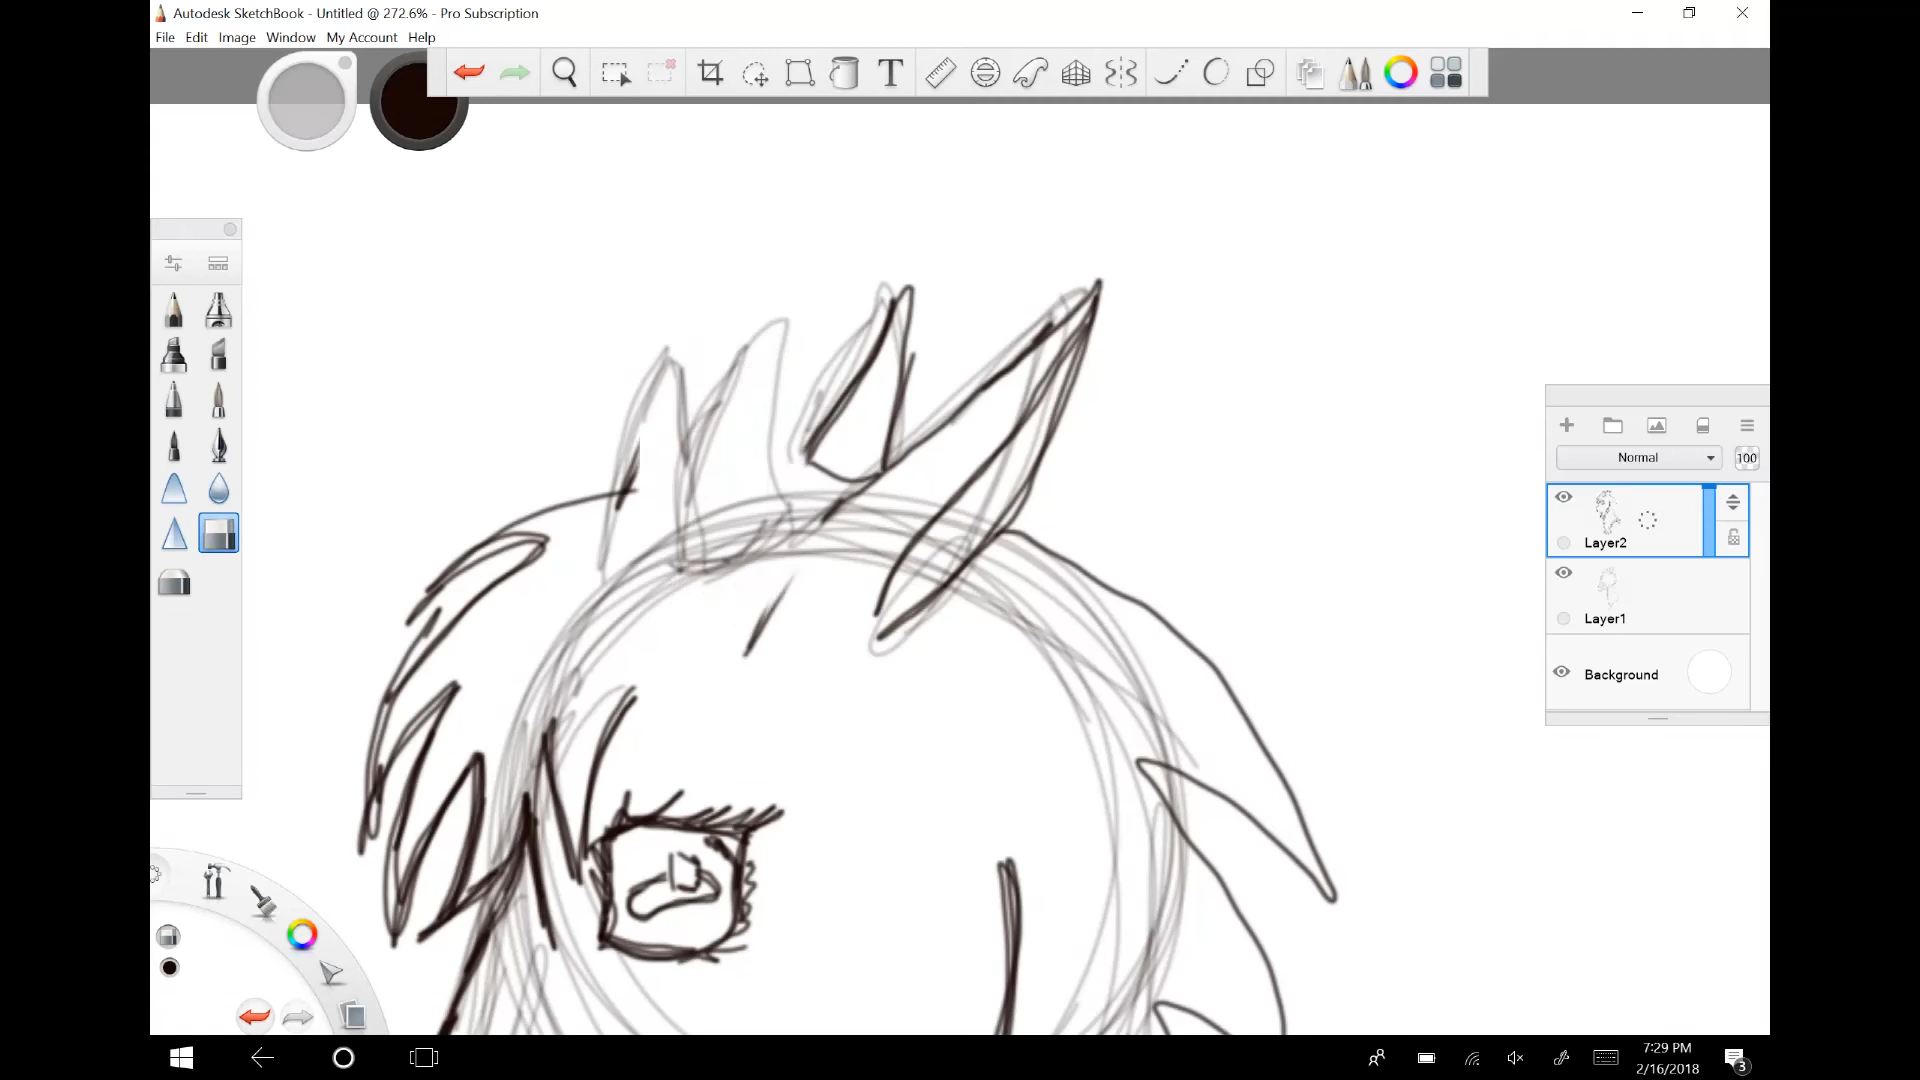 Autodesk SketchBook - Untitled @ 272.6% - Pro Subscription
File Edit Image Window My Account Help
T
Normal
100
Layer2
Layer1
Background
7:29 PM
2/16/2018
3